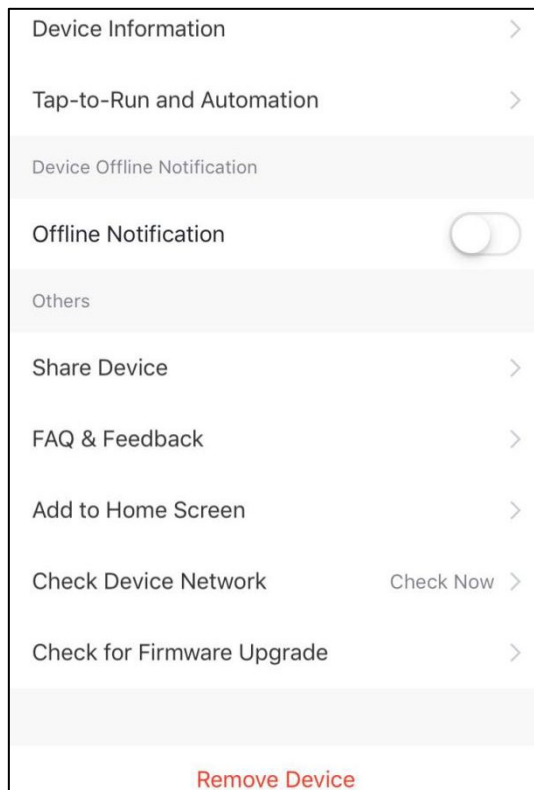 Device Information
Tap-to-Run and Automation
Device Offline Notification
Offline Notification
Others
Share Device
FAQ & Feedback
Add to Home Screen
Check Device Network Check Now
Check for Firmware Upgrade
Remove Device